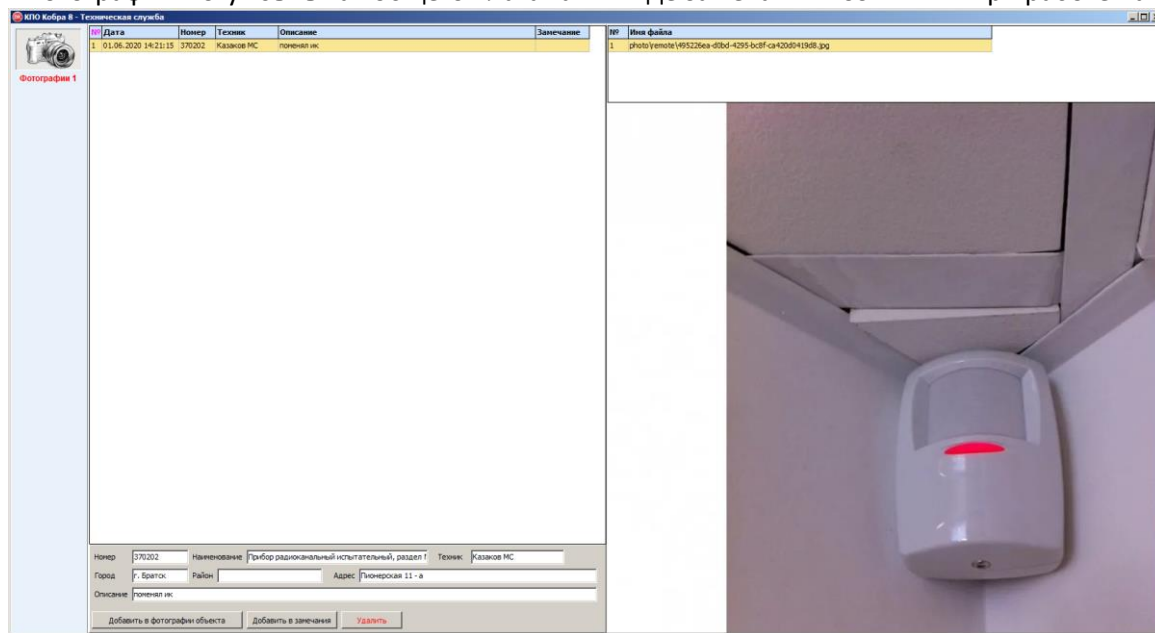 КПО Кобра 8 - Техническая служба
Фотографии 1
№ Дата Номер Техник Описание Замечание
1 01.06.2020 14:21:15 370202 Казаков МС поменял ик
№ Имя файла
1 photo\remote\495226ea-d0bd-4295-bc8f-ca420d0419d8.jpg
Номер 370202 Наименование Прибор радиоканальный испытательный, раздел Техник Казаков МС
Город г. Братск Район Адрес Пионерская 11 - а
Описание поменял ик
Добавить в фотографии объекта Добавить в замечания Удалить